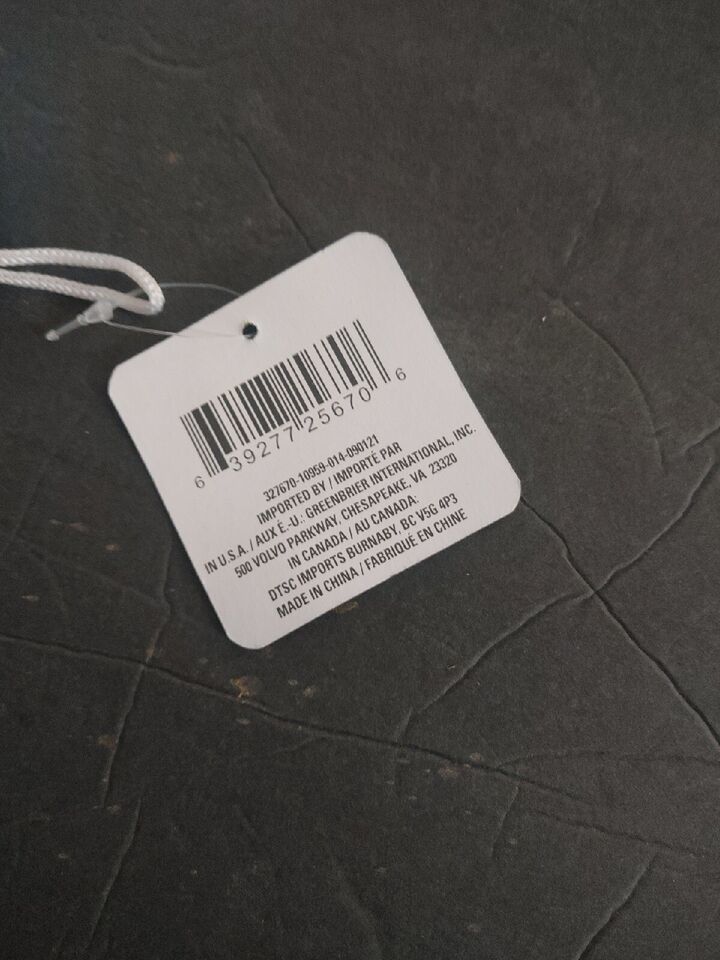 6 39277 25670 6
327670-10959-014-090121
IMPORTED BY / IMPORTÉ PAR
IN U.S.A. / AUX É.-U.: GREENBRIER INTERNATIONAL, INC.
500 VOLVO PARKWAY, CHESAPEAKE, VA 23320
IN CANADA / AU CANADA:
DTSC IMPORTS BURNABY, BC V5G 4P3
MADE IN CHINA / FABRIQUÉ EN CHINE